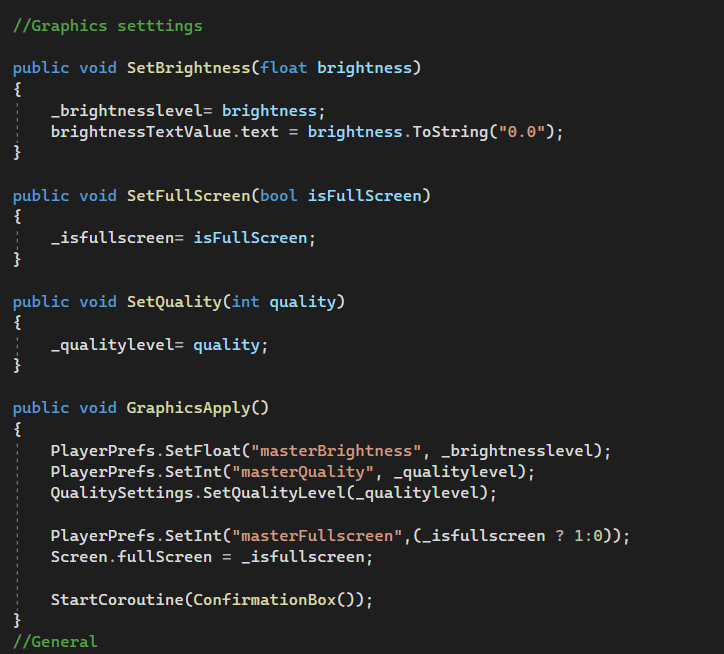 //Graphics setttings
public void SetBrightness(float brightness)
{
_brightnesslevel= brightness;
brightnessTextValue.text = brightness.ToString("0.0");
}
public void SetFullScreen(bool isFullScreen)
{
_isfullscreen= isFullScreen;
}
public void SetQuality(int quality)
{
_qualitylevel= quality;
}
public void GraphicsApply()
{
PlayerPrefs.SetFloat("masterBrightness", _brightnesslevel);
PlayerPrefs.SetInt("masterQuality", _qualitylevel);
QualitySettings.SetQualityLevel(_qualitylevel);
PlayerPrefs.SetInt("masterFullscreen",(_isfullscreen ? 1:0));
Screen.fullScreen = _isfullscreen;
StartCoroutine(ConfirmationBox());
}
//General